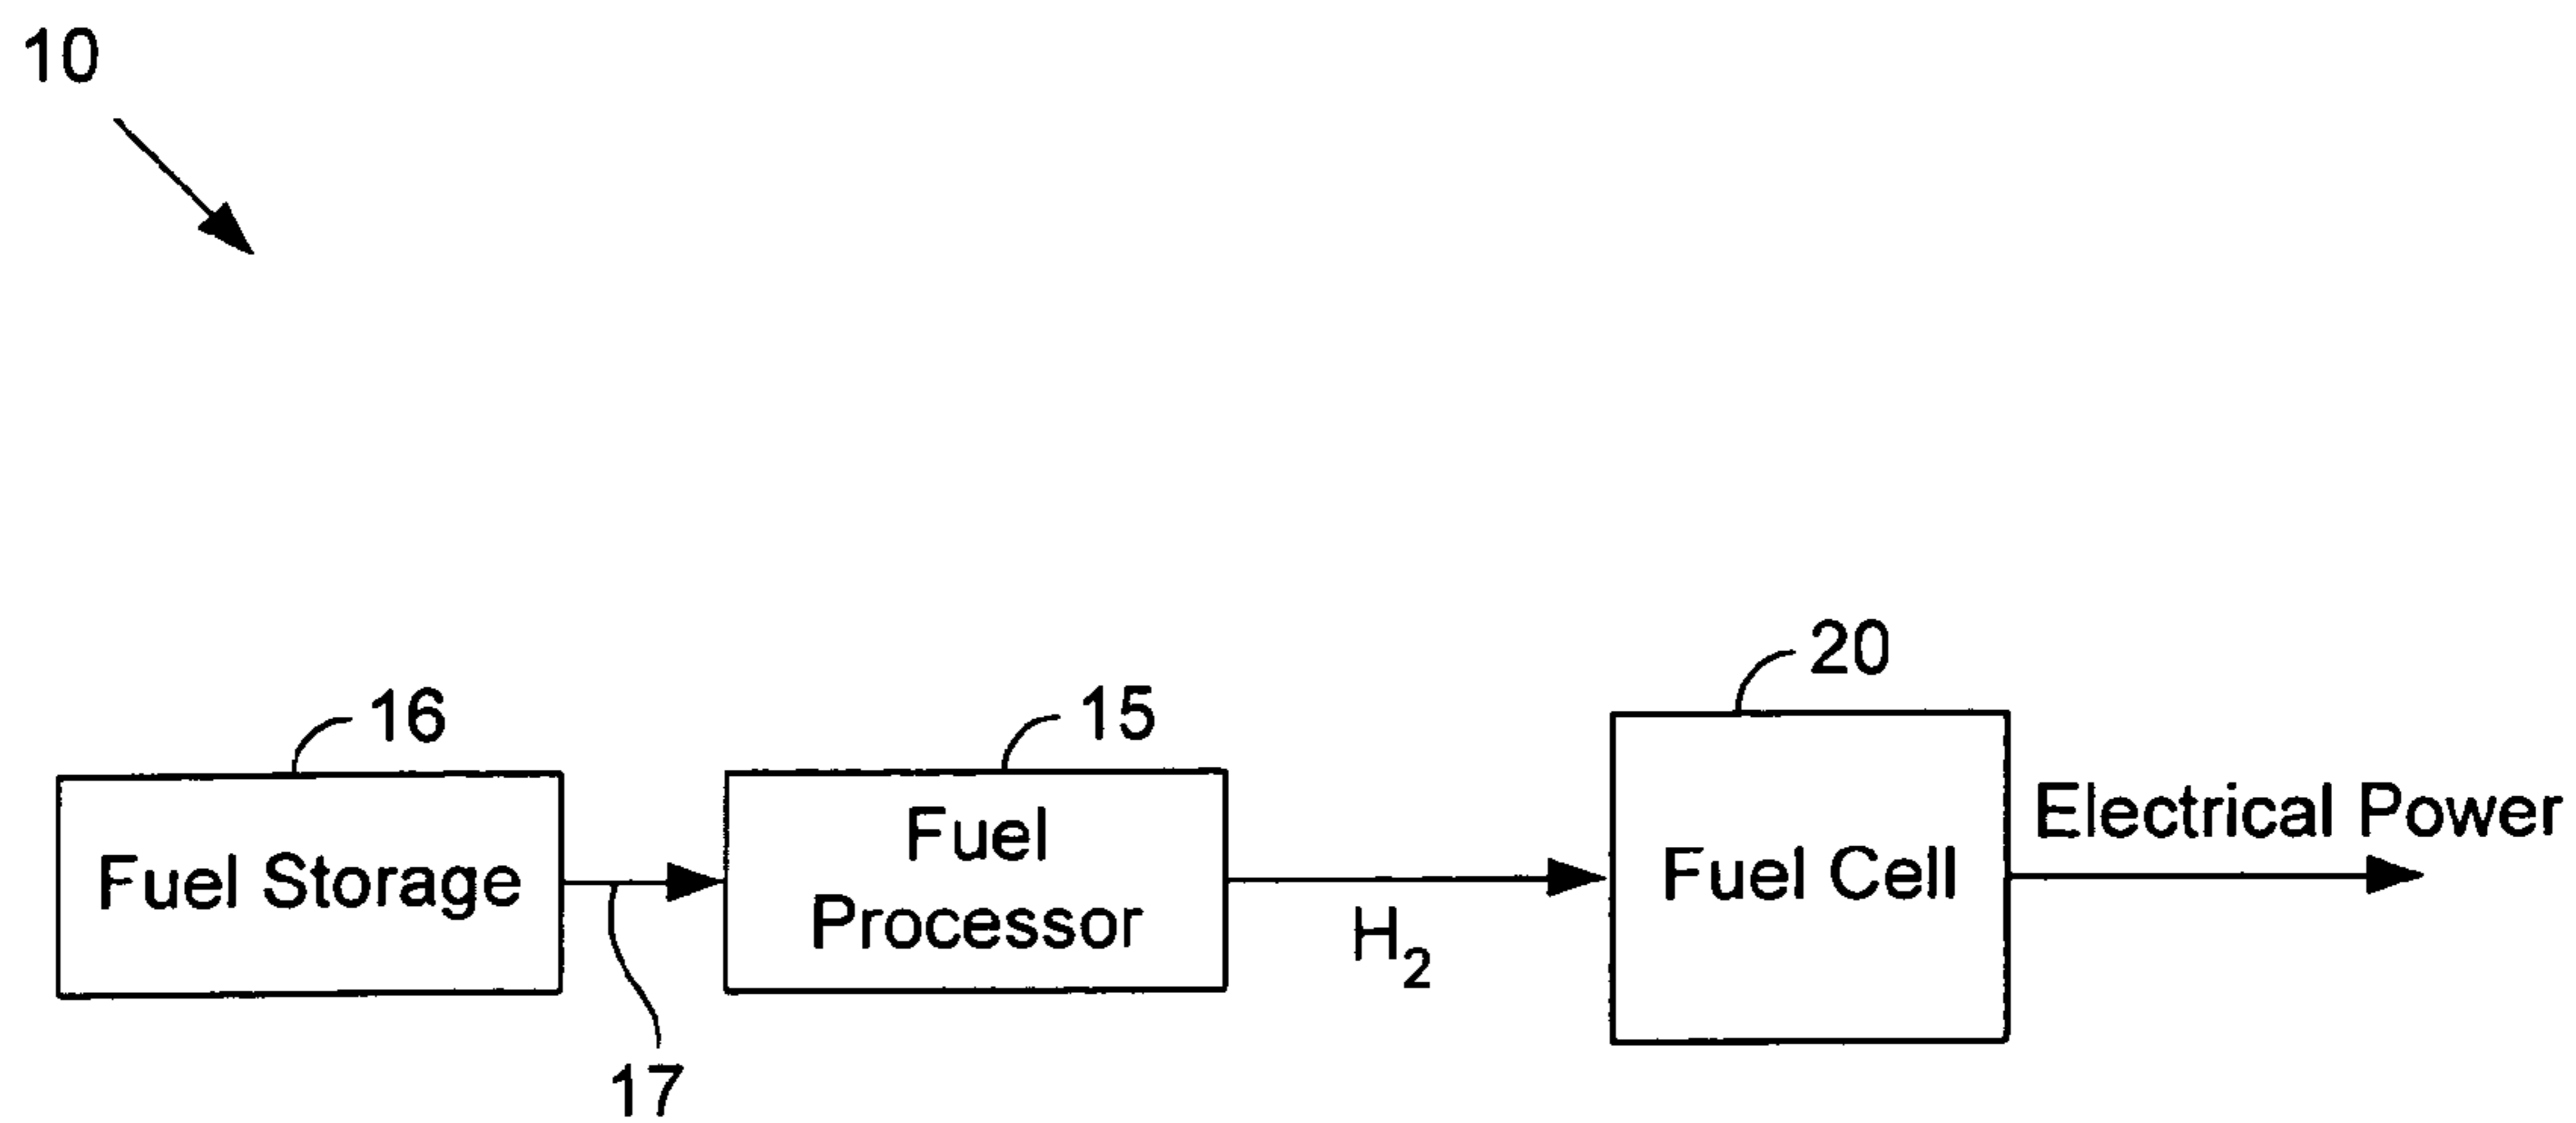 10
20
16
15
Electrical Power
Fuel Storage
Fuel
Processor
H₂
Fuel Cell
17